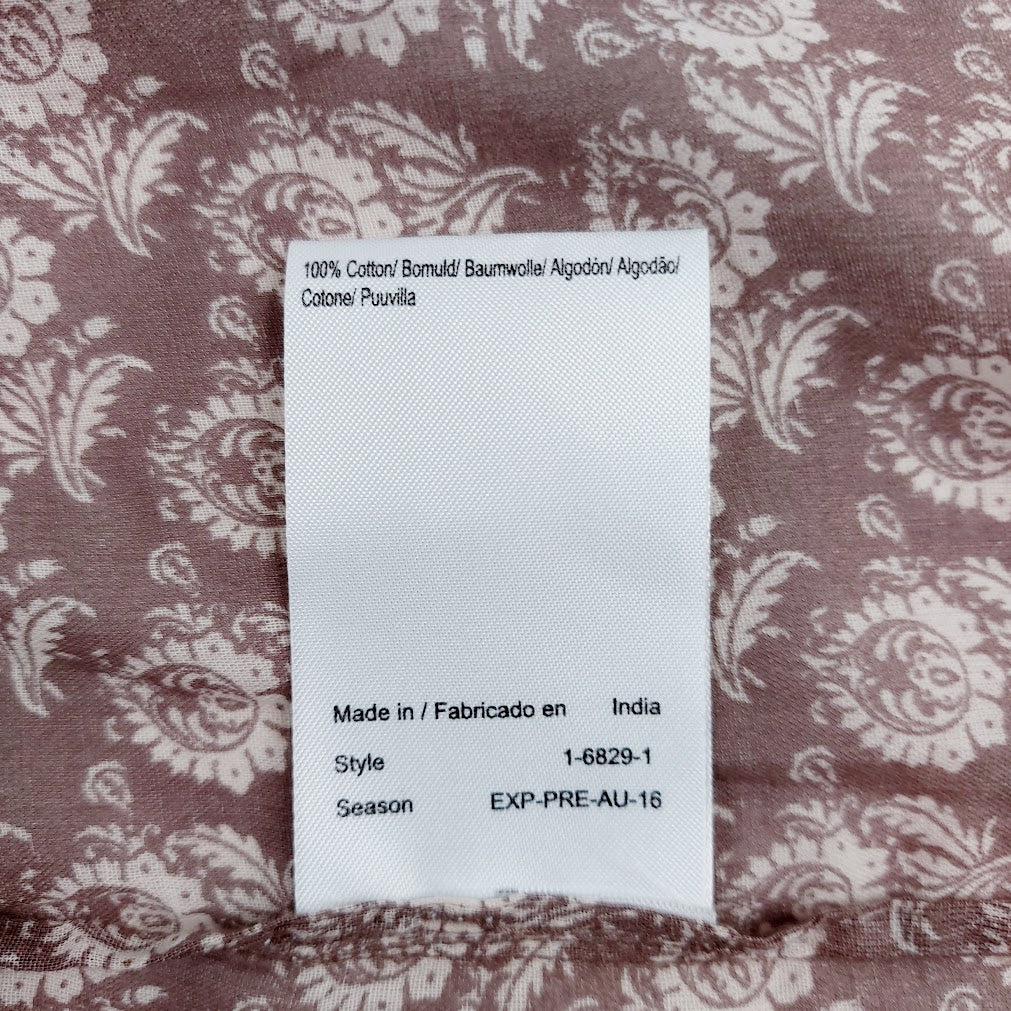 100% Cotton/ Bomuld/ Baumwolle/ Algodón/ Algodão/
Cotone/ Puuvilla
Made in / Fabricado en India
Style 1-6829-1
Season EXP-PRE-AU-16